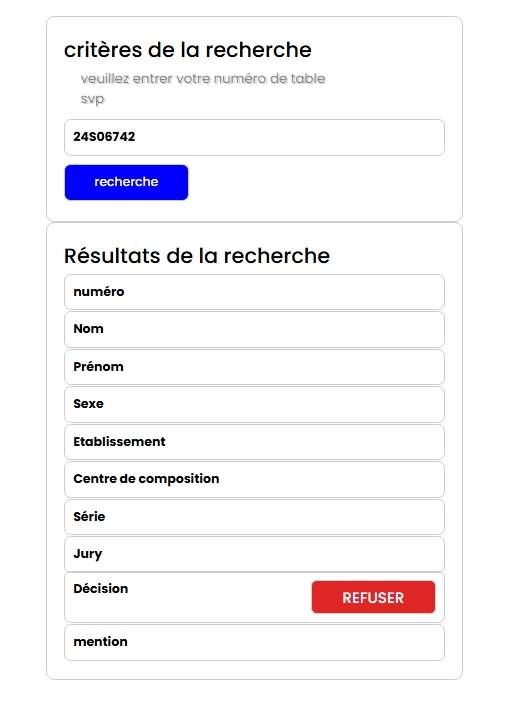 critères de la recherche
veuillez entrer votre numéro de table
svp
24S06742
recherche
Résultats de la recherche
numéro
Nom
Prénom
Sexe
Etablissement
Centre de composition
Série
Jury
Décision REFUSER
mention